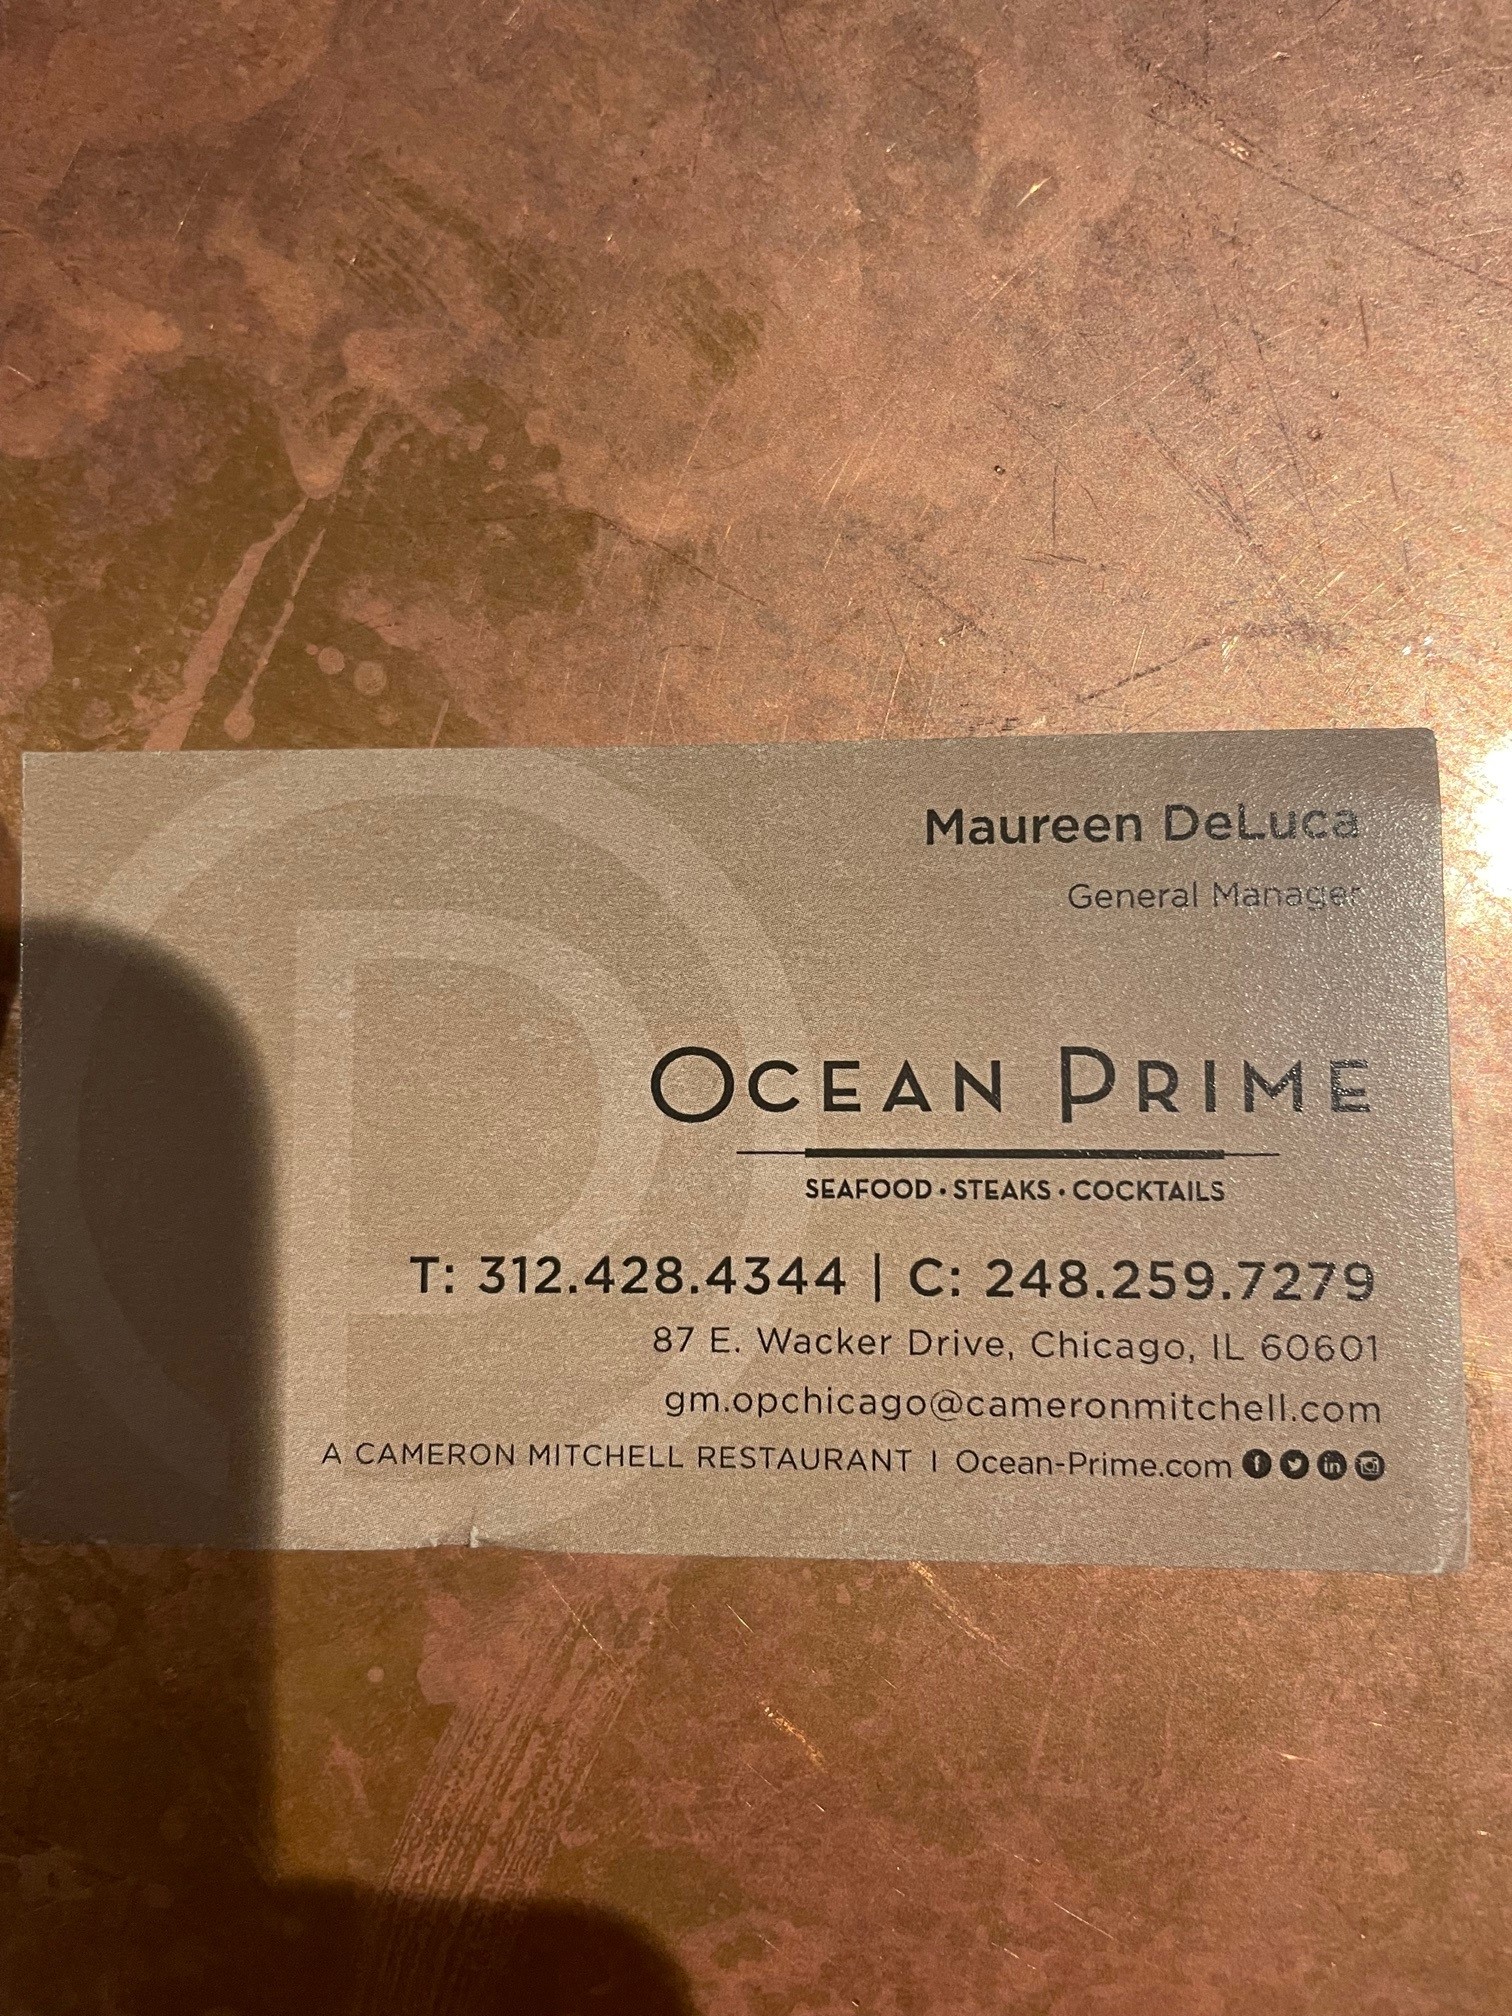 Maureen DeLuca
General Manager
OCEAN PRIME
SEAFOOD · STEAKS · COCKTAILS
T: 312.428.4344 | C: 248.259.7279
87 E. Wacker Drive, Chicago, IL 60601
gm.opchicago@cameronmitchell.com
A CAMERON MITCHELL RESTAURANT | Ocean-Prime.com